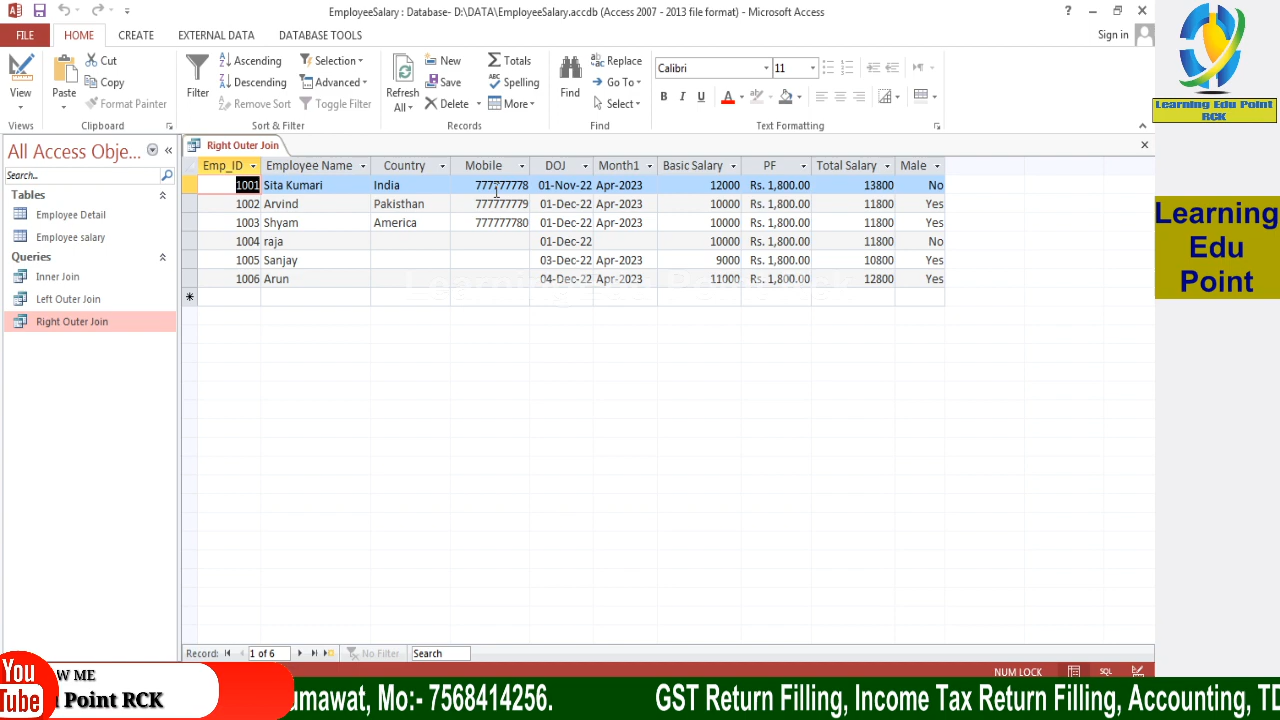 EmployeeSalary : Database- D:\DATA\EmployeeSalary.accdb (Access 2007 - 2013 file format) - Microsoft Access
FILE HOME CREATE EXTERNAL DATA DATABASE TOOLS Sign in
View
Views
Paste
Cut
Copy
Format Painter
Clipboard
Filter
Ascending
Descending
Remove Sort
Selection
Advanced
Toggle Filter
Sort & Filter
Refresh
All
New
Save
Delete
Totals
Spelling
More
Records
Find
Replace
Go To
Select
Find
Calibri 11
B I U A
Text Formatting
Learning Edu Point
RCK
All Access Obje...
Search..
Tables
Employee Detail
Employee salary
Queries
Inner Join
Left Outer Join
Right Outer Join
Right Outer Join
Emp_ID Employee Name Country Mobile DOJ Month1 Basic Salary PF Total Salary Male
1001 Sita Kumari India 777777778 01-Nov-22 Apr-2023 12000 Rs. 1,800.00 13800 No
1002 Arvind Pakisthan 777777779 01-Dec-22 Apr-2023 10000 Rs. 1,800.00 11800 Yes
1003 Shyam America 777777780 01-Dec-22 Apr-2023 10000 Rs. 1,800.00 11800 Yes
1004 raja 01-Dec-22 10000 Rs. 1,800.00 11800 No
1005 Sanjay 03-Dec-22 Apr-2023 9000 Rs. 1,800.00 10800 Yes
1006 Arun 04-Dec-22 Apr-2023 11000 Rs. 1,800.00 12800 Yes
Learning
Edu
Point
Record: 1 of 6 No Filter Search
NUM LOCK SQL
You
Tube
W ME
Point RCK
umawat, Mo:- 7568414256. GST Return Filling, Income Tax Return Filling, Accounting, TD